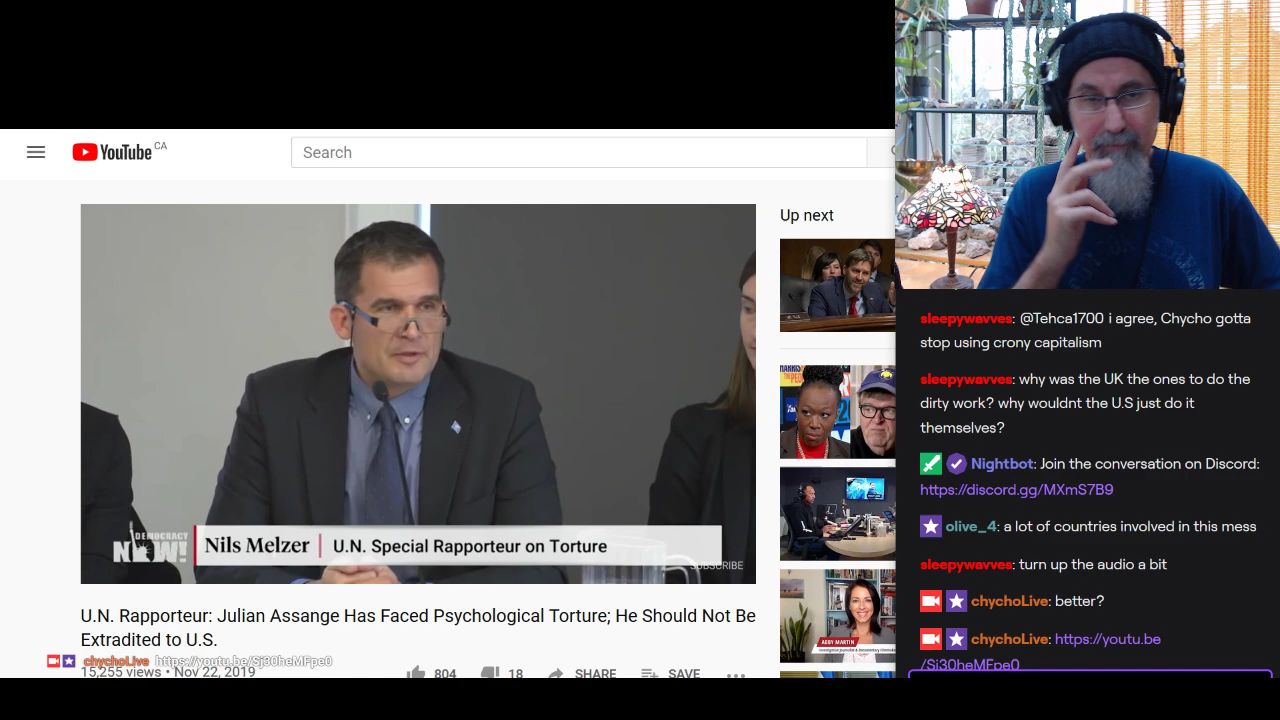 YouTube CA
Search
Up next
DEMOCRACY
NOW!
Nils Melzer | U.N. Special Rapporteur on Torture
SUBSCRIBE
U.N. Rapporteur: Julian Assange Has Faced Psychological Torture; He Should Not Be
Extradited to U.S.
chychoLive https://youtu.be/Sj30heMFpe0
15,255 views • Nov 22, 2019
804
18
SHARE
SAVE
ABBY MARTIN
sleepywavves: @Tehca1700 i agree, Chycho gotta
stop using crony capitalism
sleepywavves: why was the UK the ones to do the
dirty work? why wouldnt the U.S just do it
themselves?
Nightbot: Join the conversation on Discord:
https://discord.gg/MXmS7B9
olive_4: a lot of countries involved in this mess
sleepywavves: turn up the audio a bit
chychoLive: better?
chychoLive: https://youtu.be
/Sj30heMFpe0